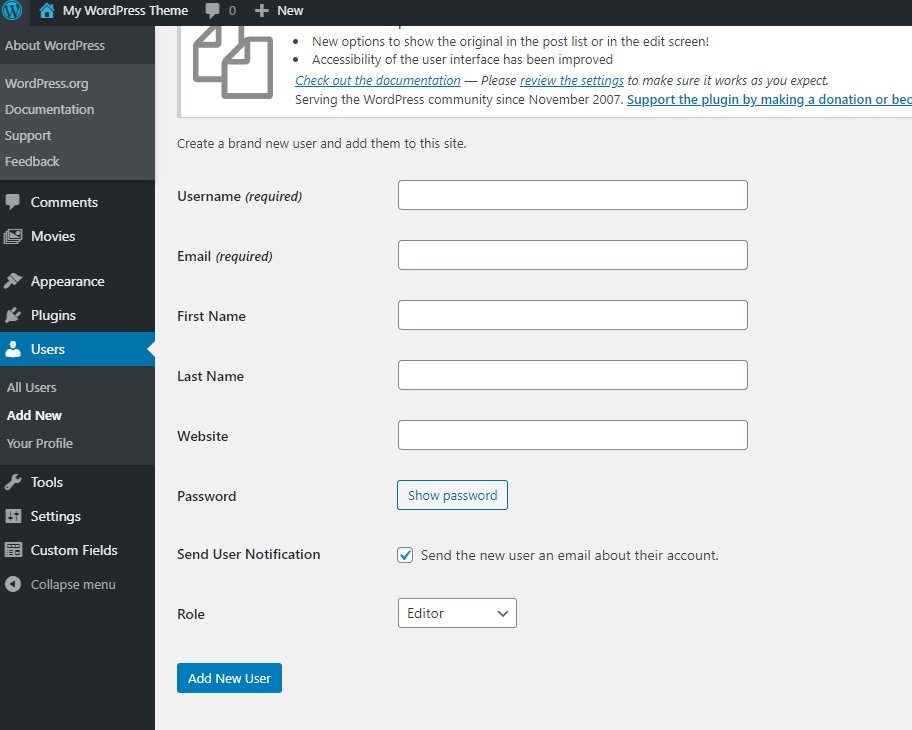 My WordPress Theme 0 New
About WordPress
WordPress.org
Documentation
Support
Feedback
Comments
Movies
Appearance
Plugins
Users
All Users
Add New
Your Profile
Tools
Settings
Custom Fields
Collapse menu
New options to show the original in the post list or in the edit screen!
Accessibility of the user interface has been improved
Check out the documentation — Please review the settings to make sure it works as you expect.
Serving the WordPress community since November 2007. Support the plugin by making a donation or bec
Create a brand new user and add them to this site.
Username (required)
Email (required)
First Name
Last Name
Website
Password Show password
Send User Notification Send the new user an email about their account.
Role Editor
Add New User